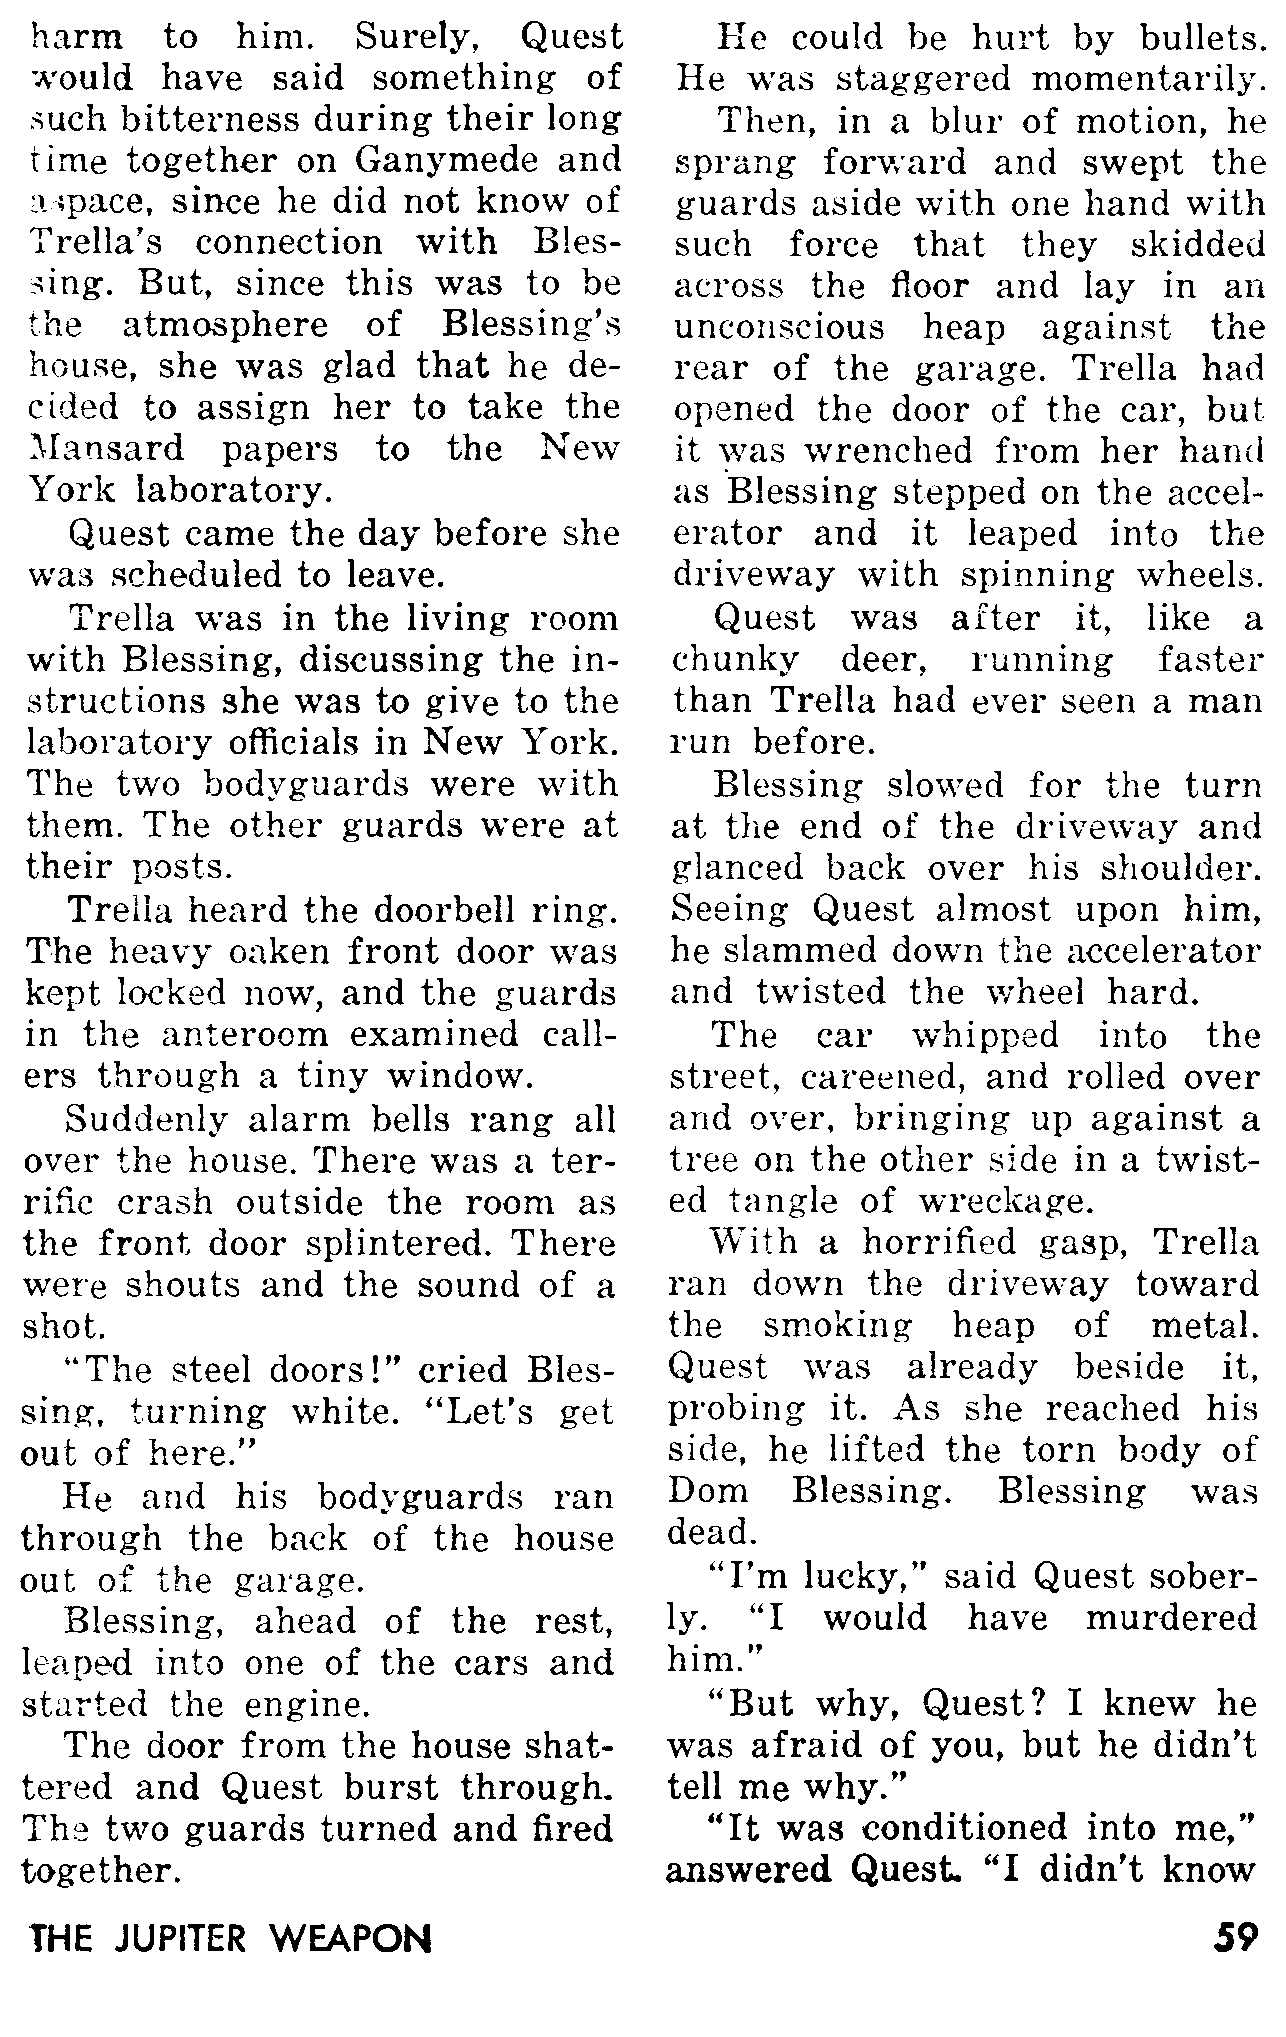 harm to him. Surely, Quest
would have said something of
such bitterness during their long
time together on Ganymede and
aspace, since he did not know of
Trella's connection with Bles-
sing. But, since this was to be
the atmosphere of Blessing's
house, she was glad that he de-
cided to assign her to take the
Mansard papers to the New
York laboratory.
Quest came the day before she
was scheduled to leave.
Trella was in the living room
with Blessing, discussing the in-
structions she was to give to the
laboratory officials in New York.
The two bodyguards were with
them. The other guards were at
their posts.
Trella heard the doorbell ring.
The heavy oaken front door was
kept locked now, and the guards
in the anteroom examined call-
ers through a tiny window.
Suddenly alarm bells rang all
over the house. There was a ter-
rific crash outside the room as
the front door splintered. There
were shouts and the sound of a
shot.
"The steel doors!" cried Bles-
sing, turning white. "Let's get
out of here."
He and his bodyguards ran
through the back of the house
out of the garage.
Blessing, ahead of the rest,
leaped into one of the cars and
started the engine.
The door from the house shat-
tered and Quest burst through.
The two guards turned and fired
together.
He could be hurt by bullets.
He was staggered momentarily.
Then, in a blur of motion, he
sprang forward and swept the
guards aside with one hand with
such force that they skidded
across the floor and lay in an
unconscious heap against the
rear of the garage. Trella had
opened the door of the car, but
it was wrenched from her hand
as Blessing stepped on the accel-
erator and it leaped into the
driveway with spinning wheels.
Quest was after it, like a
chunky deer, running faster
than Trella had ever seen a man
run before.
Blessing slowed for the turn
at the end of the driveway and
glanced back over his shoulder.
Seeing Quest almost upon him,
he slammed down the accelerator
and twisted the wheel hard.
The car whipped into the
street, careened, and rolled over
and over, bringing up against a
tree on the other side in a twist-
ed tangle of wreckage.
With a horrified gasp, Trella
ran down the driveway toward
the smoking heap of metal.
Quest was already beside it,
probing it. As she reached his
side, he lifted the torn body of
Dom Blessing. Blessing was
dead.
"I'm lucky," said Quest sober-
ly. "I would have murdered
him."
"But why, Quest? I knew he
was afraid of you, but he didn't
tell me why."
"It was conditioned into me,"
answered Quest. "I didn't know
THE JUPITER WEAPON 59